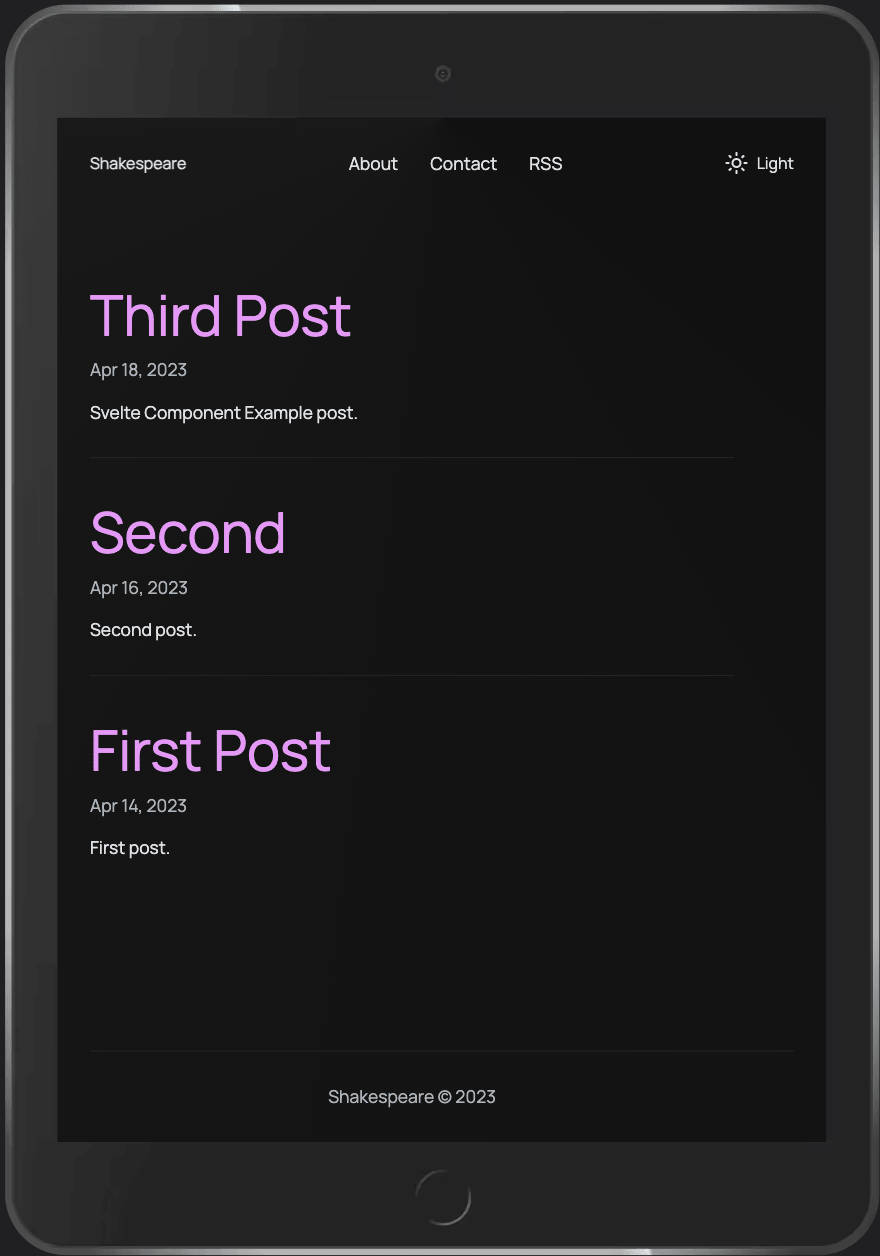 Shakespeare About Contact RSS Light
Third Post
Apr 18, 2023
Svelte Component Example post.
Second
Apr 16, 2023
Second post.
First Post
Apr 14, 2023
First post.
Shakespeare © 2023